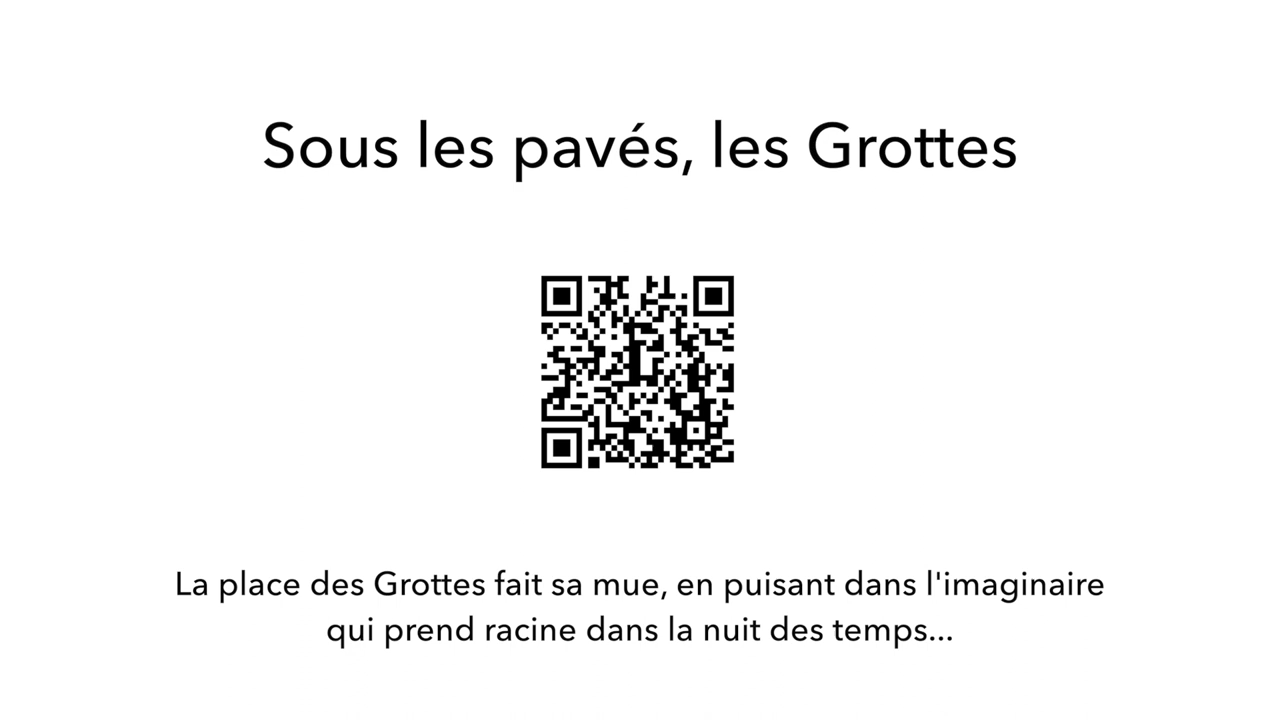 Sous les pavés, les Grottes
La place des Grottes fait sa mue, en puisant dans l'imaginaire
qui prend racine dans la nuit des temps...